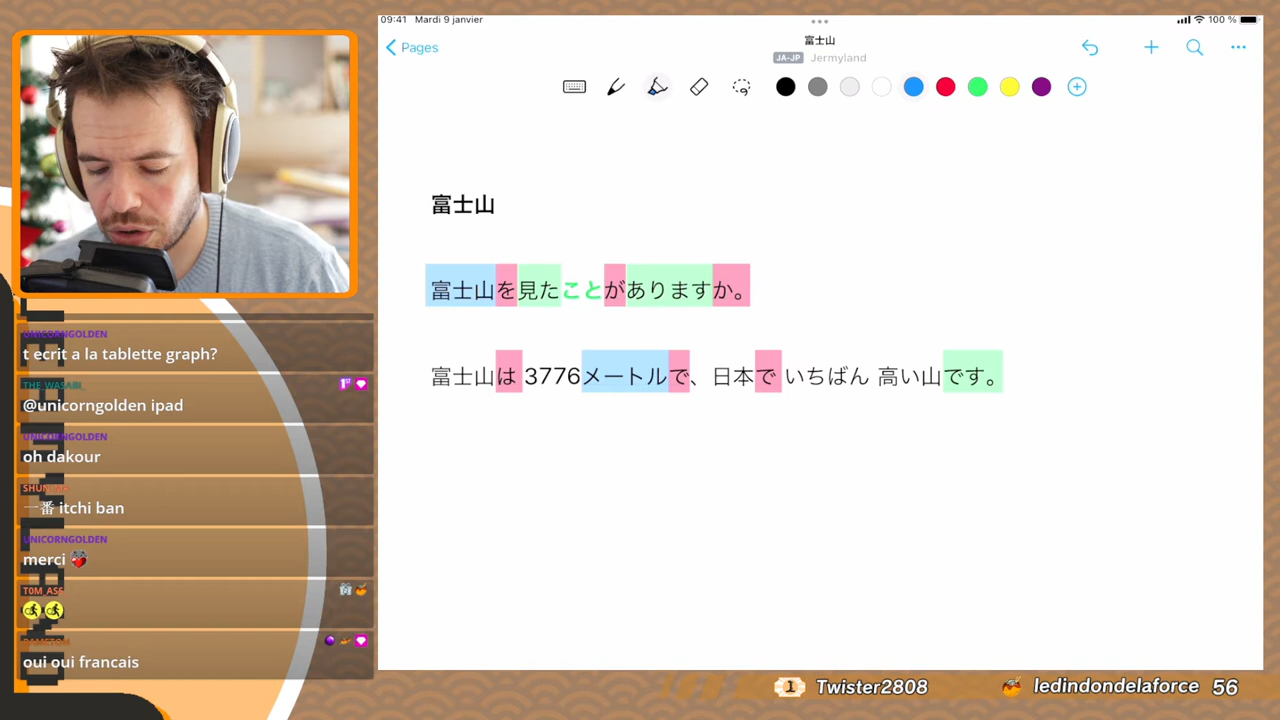 09:41 Mardi 9 janvier
100 %
Pages
富士山
JA-JP Jermyland
富士山
富士山を見たことがありますか。
富士山は 3776メートルで、日本で いちばん 高い山です。
UNICORNGOLDEN
t ecrit a la tablette graph?
THE_WASABI_
@unicorngolden ipad
UNICORNGOLDEN
oh dakour
一番 itchi ban
UNICORNGOLDEN
merci
T0M_ASS
oui oui francais
1 Twister2808
ledindondelaforce 56